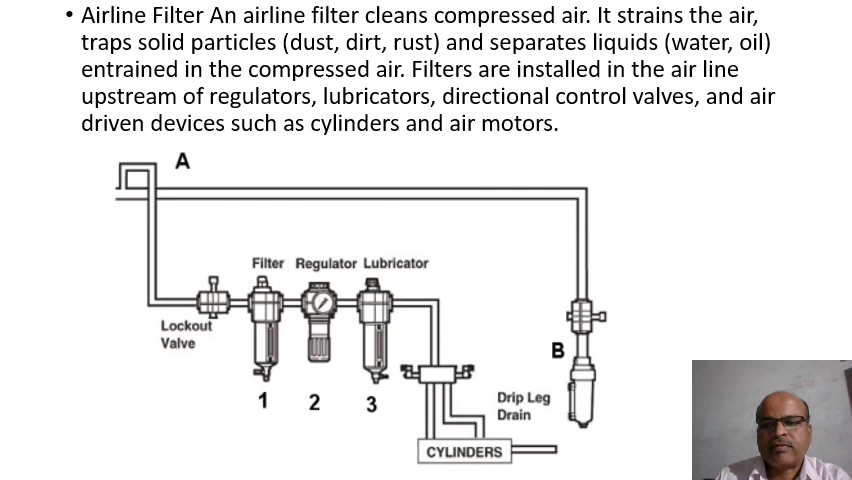 • Airline Filter An airline filter cleans compressed air. It strains the air,
traps solid particles (dust, dirt, rust) and separates liquids (water, oil)
entrained in the compressed air. Filters are installed in the air line
upstream of regulators, lubricators, directional control valves, and air
driven devices such as cylinders and air motors.
A
Filter Regulator Lubricator
Lockout
Valve
B
1 2 3
Drip Leg
Drain
CYLINDERS